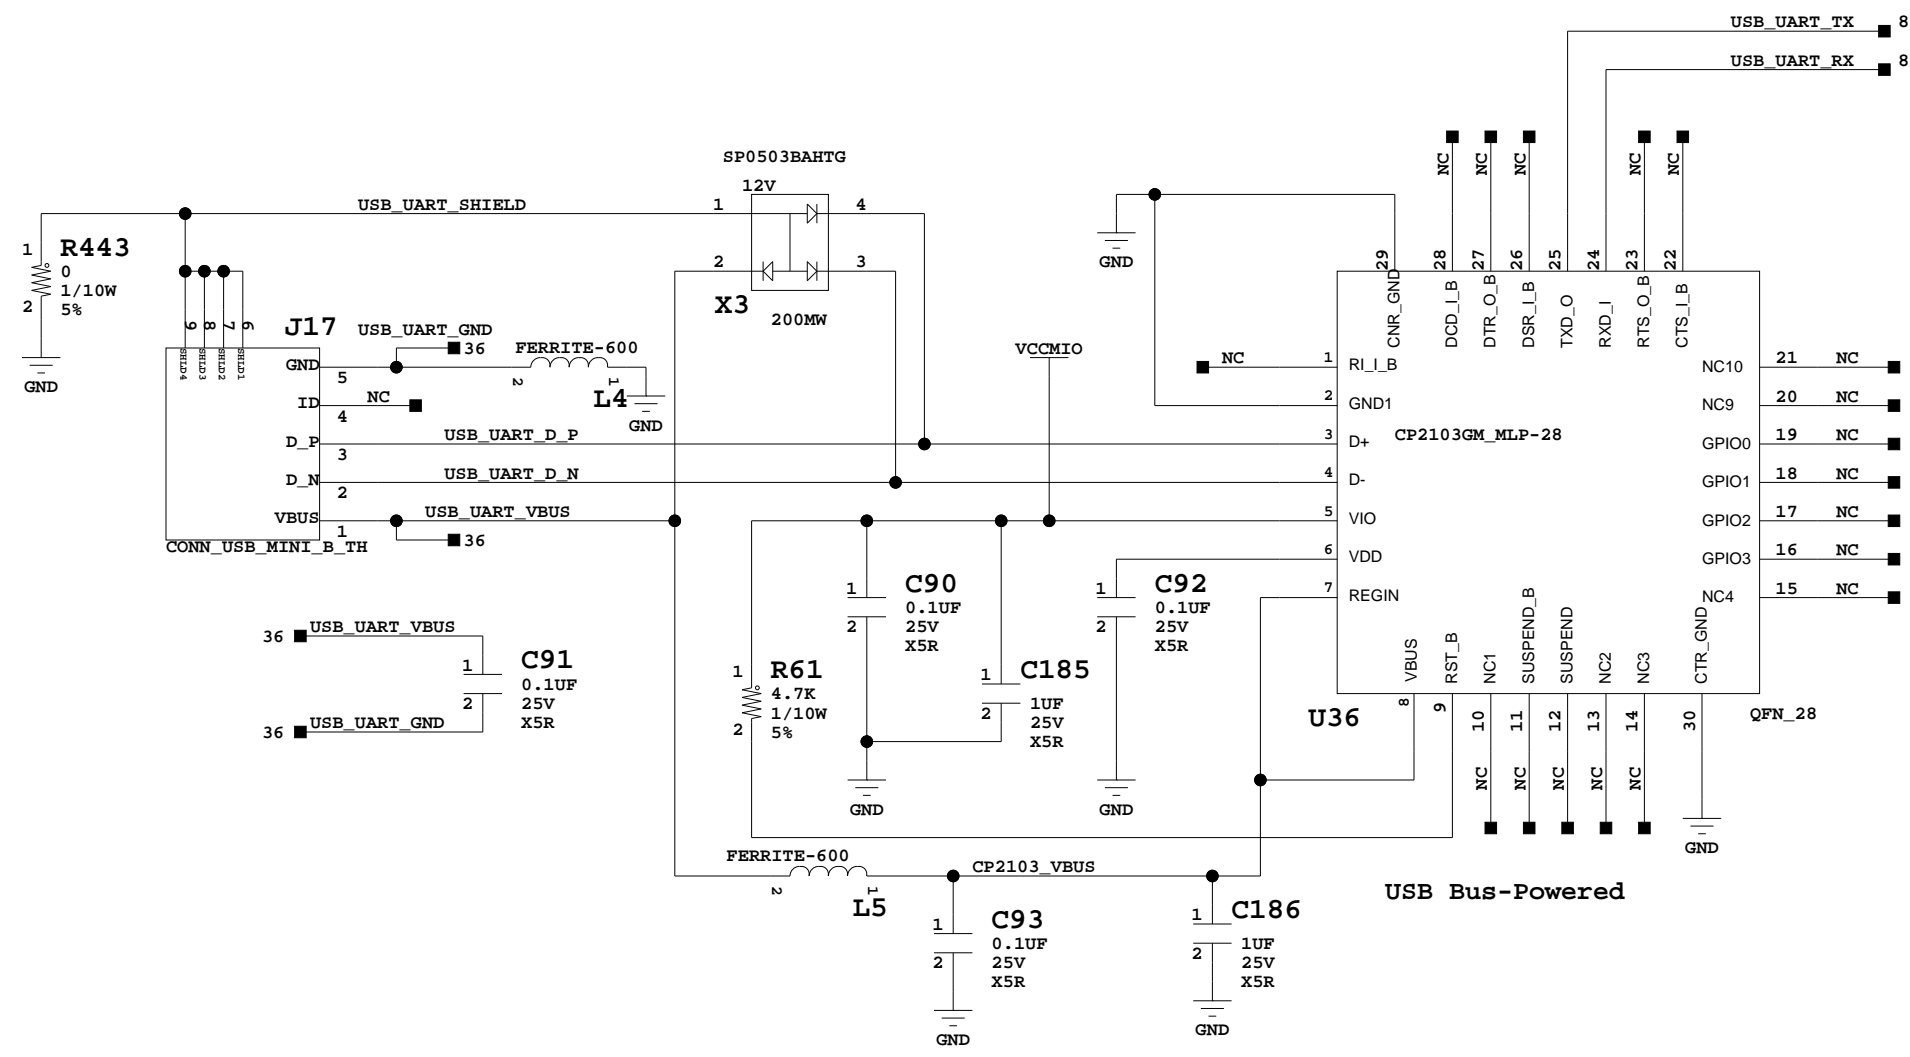 USB_UART_TX 8
USB_UART_RX 8
SP0503BAHTG
12V
1 4
2 3
X3
200MW
USB_UART_SHIELD
1
R443
0
1/10W
5%
2
GND
9 8 7 6
J17
SHLD4 SHLD3 SHLD2 SHLD1
GND 5
ID 4
D_P 3
D_N 2
VBUS 1
CONN_USB_MINI_B_TH
USB_UART_GND
36
FERRITE-600
2 1
L4
GND
NC
USB_UART_D_P
USB_UART_D_N
USB_UART_VBUS
36
VCCMIO
36 USB_UART_VBUS
1
C91
0.1UF
25V
X5R
2
36 USB_UART_GND
1
R61
4.7K
1/10W
5%
2
1
C90
0.1UF
25V
X5R
2
GND
1
C185
1UF
25V
X5R
2
1
C92
0.1UF
25V
X5R
2
GND
FERRITE-600
2 1
L5
CP2103_VBUS
1
C93
0.1UF
25V
X5R
2
GND
1
C186
1UF
25V
X5R
2
GND
GND
NC NC NC NC NC
29 28 27 26 25 24 23 22
CNR_GND
DCD_I_B
DTR_O_B
DSR_I_B
TXD_O
RXD_I
RTS_O_B
CTS_I_B
NC 1 RI_I_B
2 GND1
3 D+
4 D-
5 VIO
6 VDD
7 REGIN
CP2103GM_MLP-28
NC10 21 NC
NC9 20 NC
GPIO0 19 NC
GPIO1 18 NC
GPIO2 17 NC
GPIO3 16 NC
NC4 15 NC
VBUS
RST_B
NC1
SUSPEND_B
SUSPEND
NC2
NC3
CTR_GND
U36
8 9 10 11 12 13 14 30
QFN_28
NC NC NC NC NC
GND
USB Bus-Powered